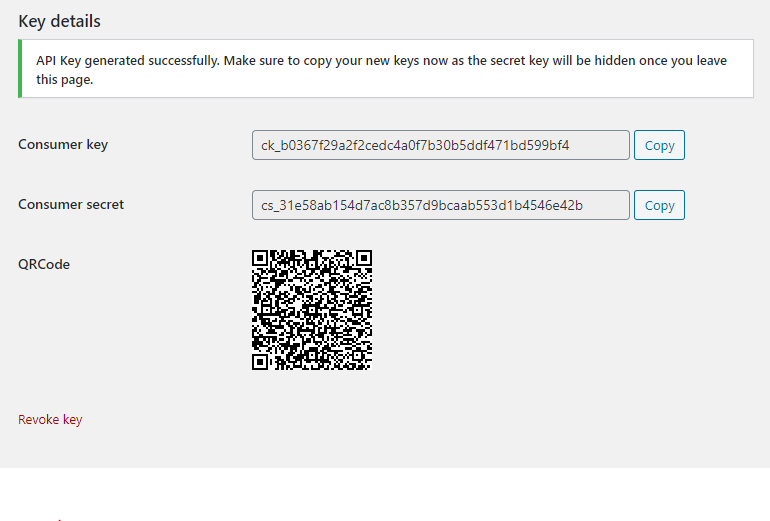 Key details
API Key generated successfully. Make sure to copy your new keys now as the secret key will be hidden once you leave
this page.
Consumer key
ck_b0367f29a2f2cedc4a0f7b30b5ddf471bd599bf4
Copy
Consumer secret
cs_31e58ab154d7ac8b357d9bcaab553d1b4546e42b
Copy
QRCode
Revoke key